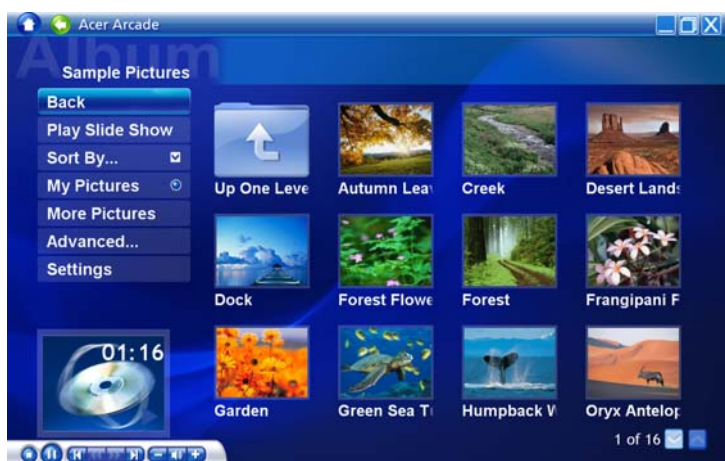 Acer Arcade
Album
Sample Pictures
Back
Play Slide Show
Sort By...
My Pictures
More Pictures
Advanced...
Settings
Up One Leve
Autumn Leav
Creek
Desert Lands
Dock
Forest Flowe
Forest
Frangipani F
Garden
Green Sea T
Humpback W
Oryx Antelop
01:16
1 of 16